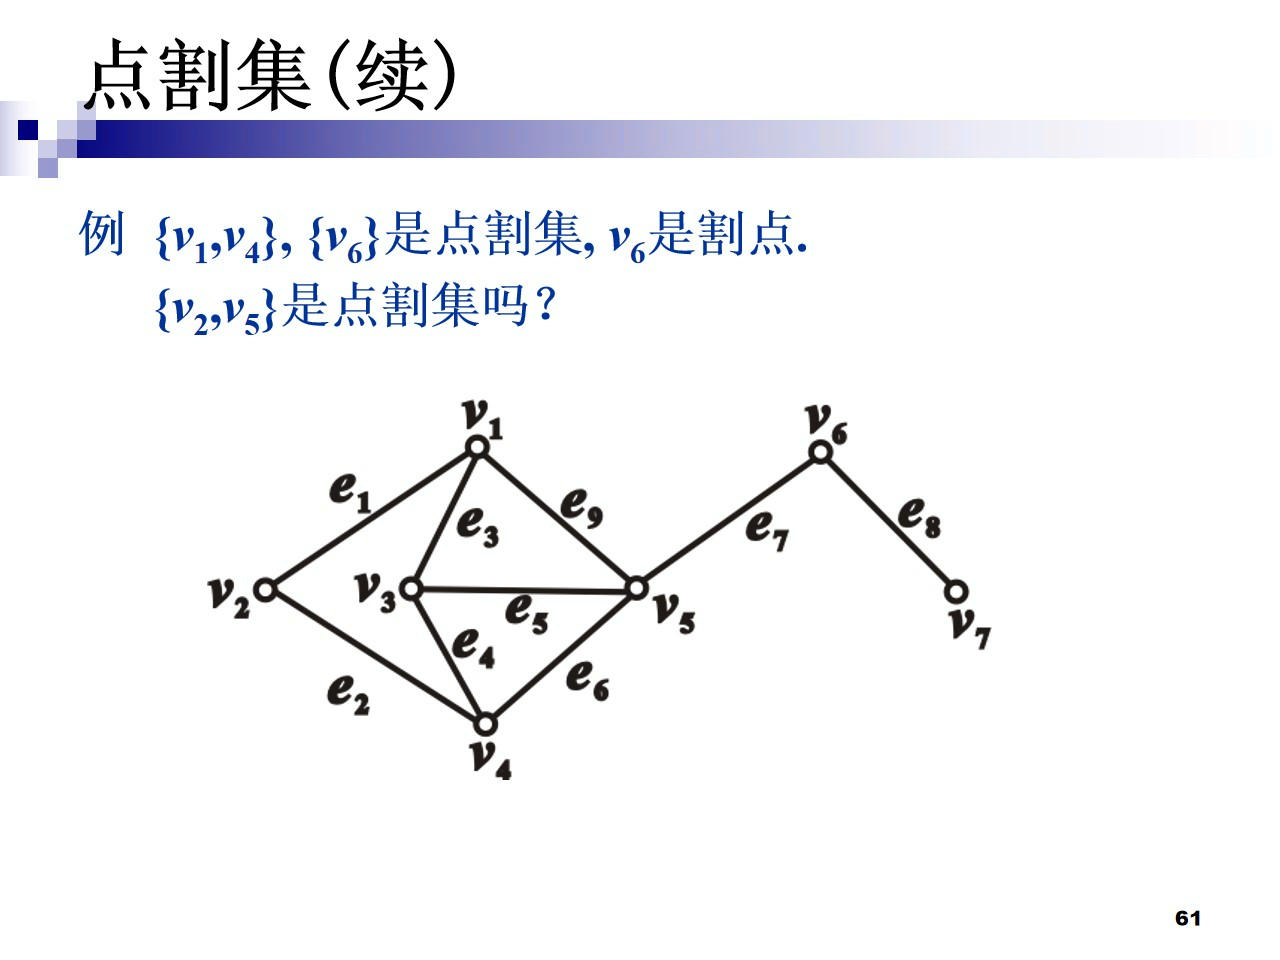 点割集(续)
例 {v1,v4}, {v6}是点割集, v6是割点.
{v2,v5}是点割集吗?
v1
v6
e1
e9
e3
e7
e8
v2
v3
e5
v5
v7
e4
e2
e6
v4
61